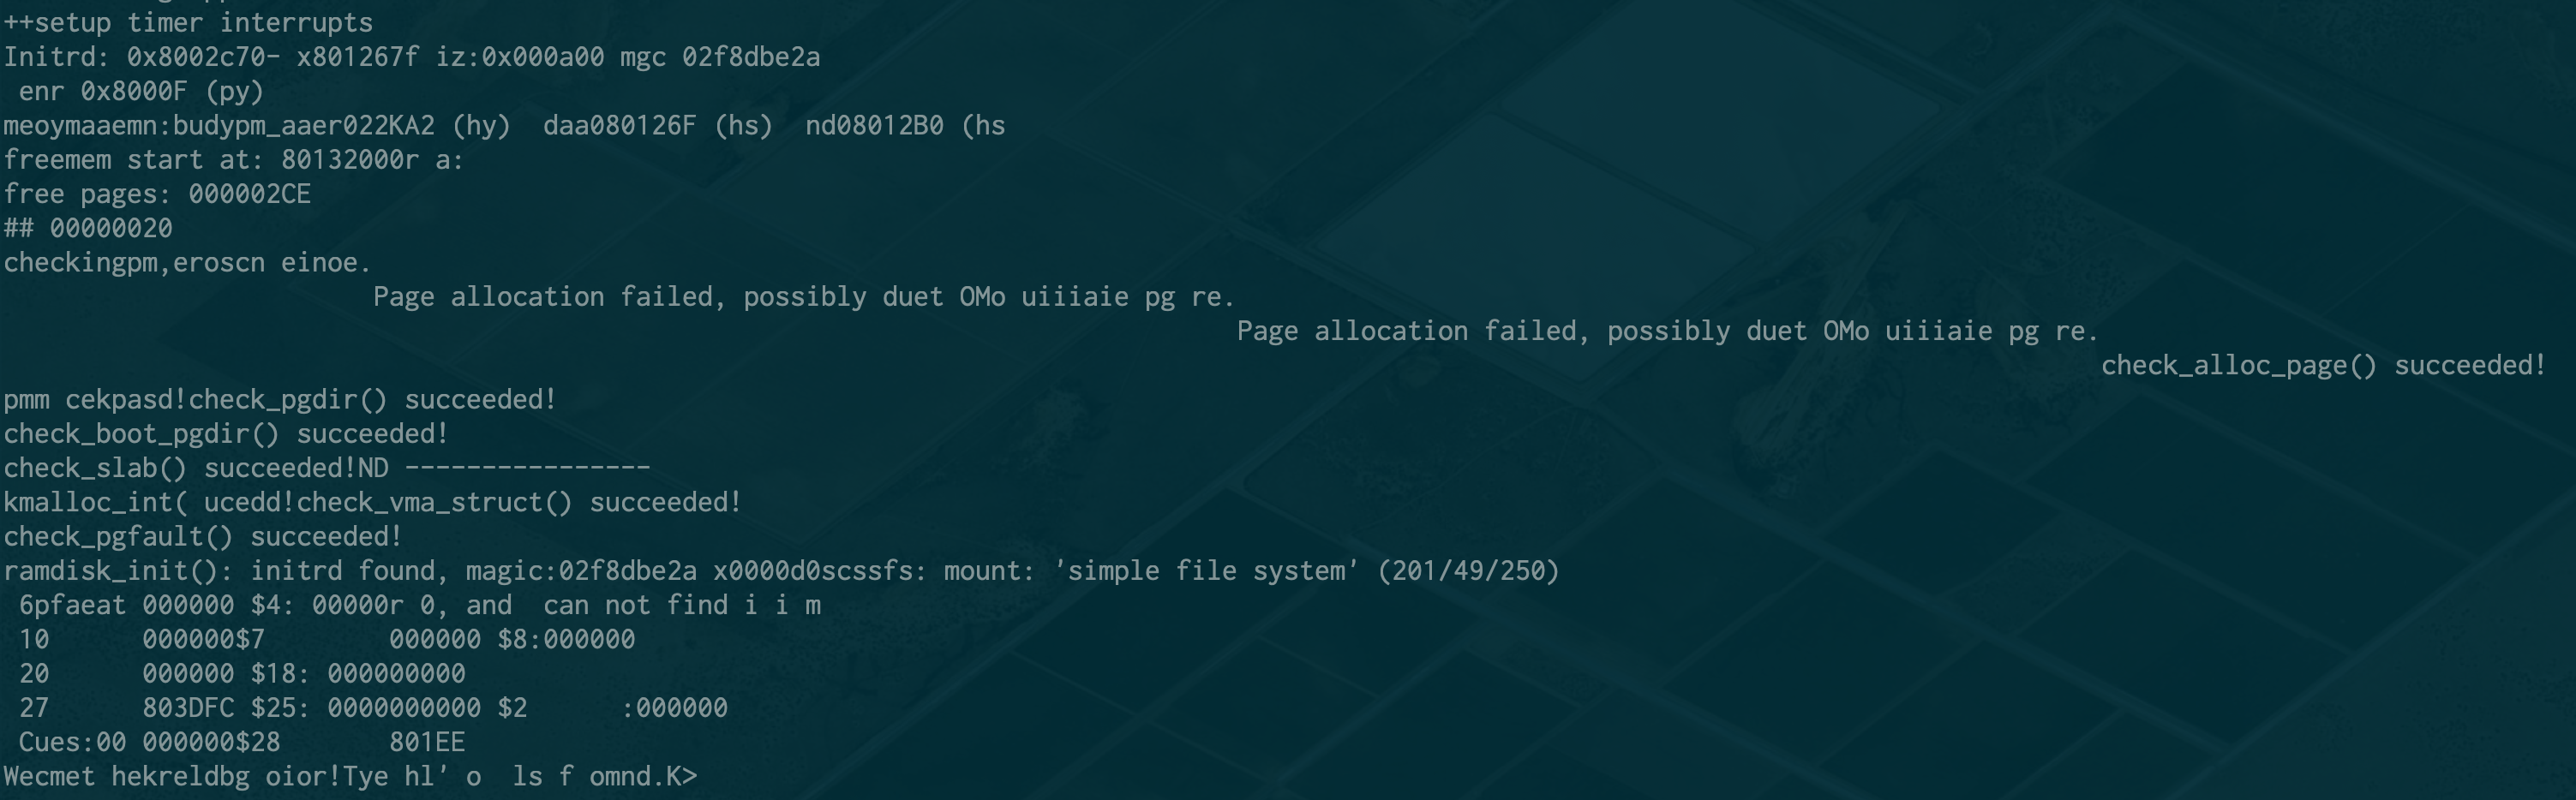 ++setup timer interrupts
Initrd: 0x8002c70- x801267f iz:0x000a00 mgc 02f8dbe2a
enr 0x8000F (py)
meoymaaemn:budypm_aaer022KA2 (hy)  daa080126F (hs)  nd08012B0 (hs
freemem start at: 80132000r a:
free pages: 000002CE
## 00000020
checkingpm,eroscn einoe.
Page allocation failed, possibly duet OMo uiiiaie pg re.
Page allocation failed, possibly duet OMo uiiiaie pg re.
check_alloc_page() succeeded!
pmm cekpasd!check_pgdir() succeeded!
check_boot_pgdir() succeeded!
check_slab() succeeded!ND ----------------
kmalloc_int( ucedd!check_vma_struct() succeeded!
check_pgfault() succeeded!
ramdisk_init(): initrd found, magic:02f8dbe2a x0000d0scssfs: mount: 'simple file system' (201/49/250)
6pfaeat 000000 $4: 00000r 0, and  can not find i i m
10      000000$7        000000 $8:000000
20      000000 $18: 000000000
27      803DFC $25: 0000000000 $2      :000000
Cues:00 000000$28       801EE
Wecmet hekreldbg oior!Tye hl' o  ls f omnd.K>